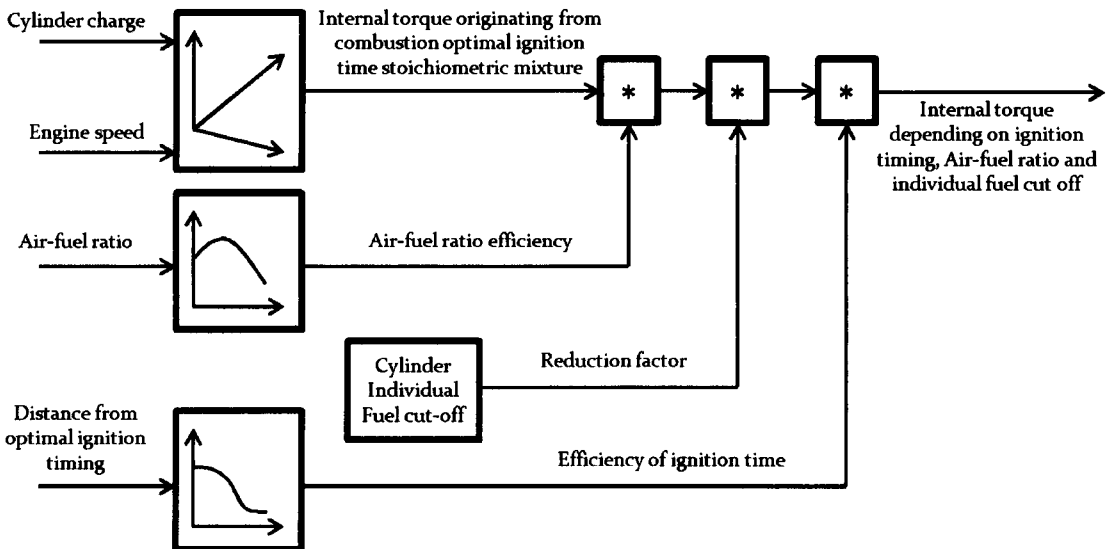 Cylinder charge
Engine speed
Internal torque originating from
combustion optimal ignition
time stoichiometric mixture
*
*
*
Internal torque
depending on ignition
timing, Air-fuel ratio and
individual fuel cut off
Air-fuel ratio
Air-fuel ratio efficiency
Cylinder
Individual
Fuel cut-off
Reduction factor
Distance from
optimal ignition
timing
Efficiency of ignition time